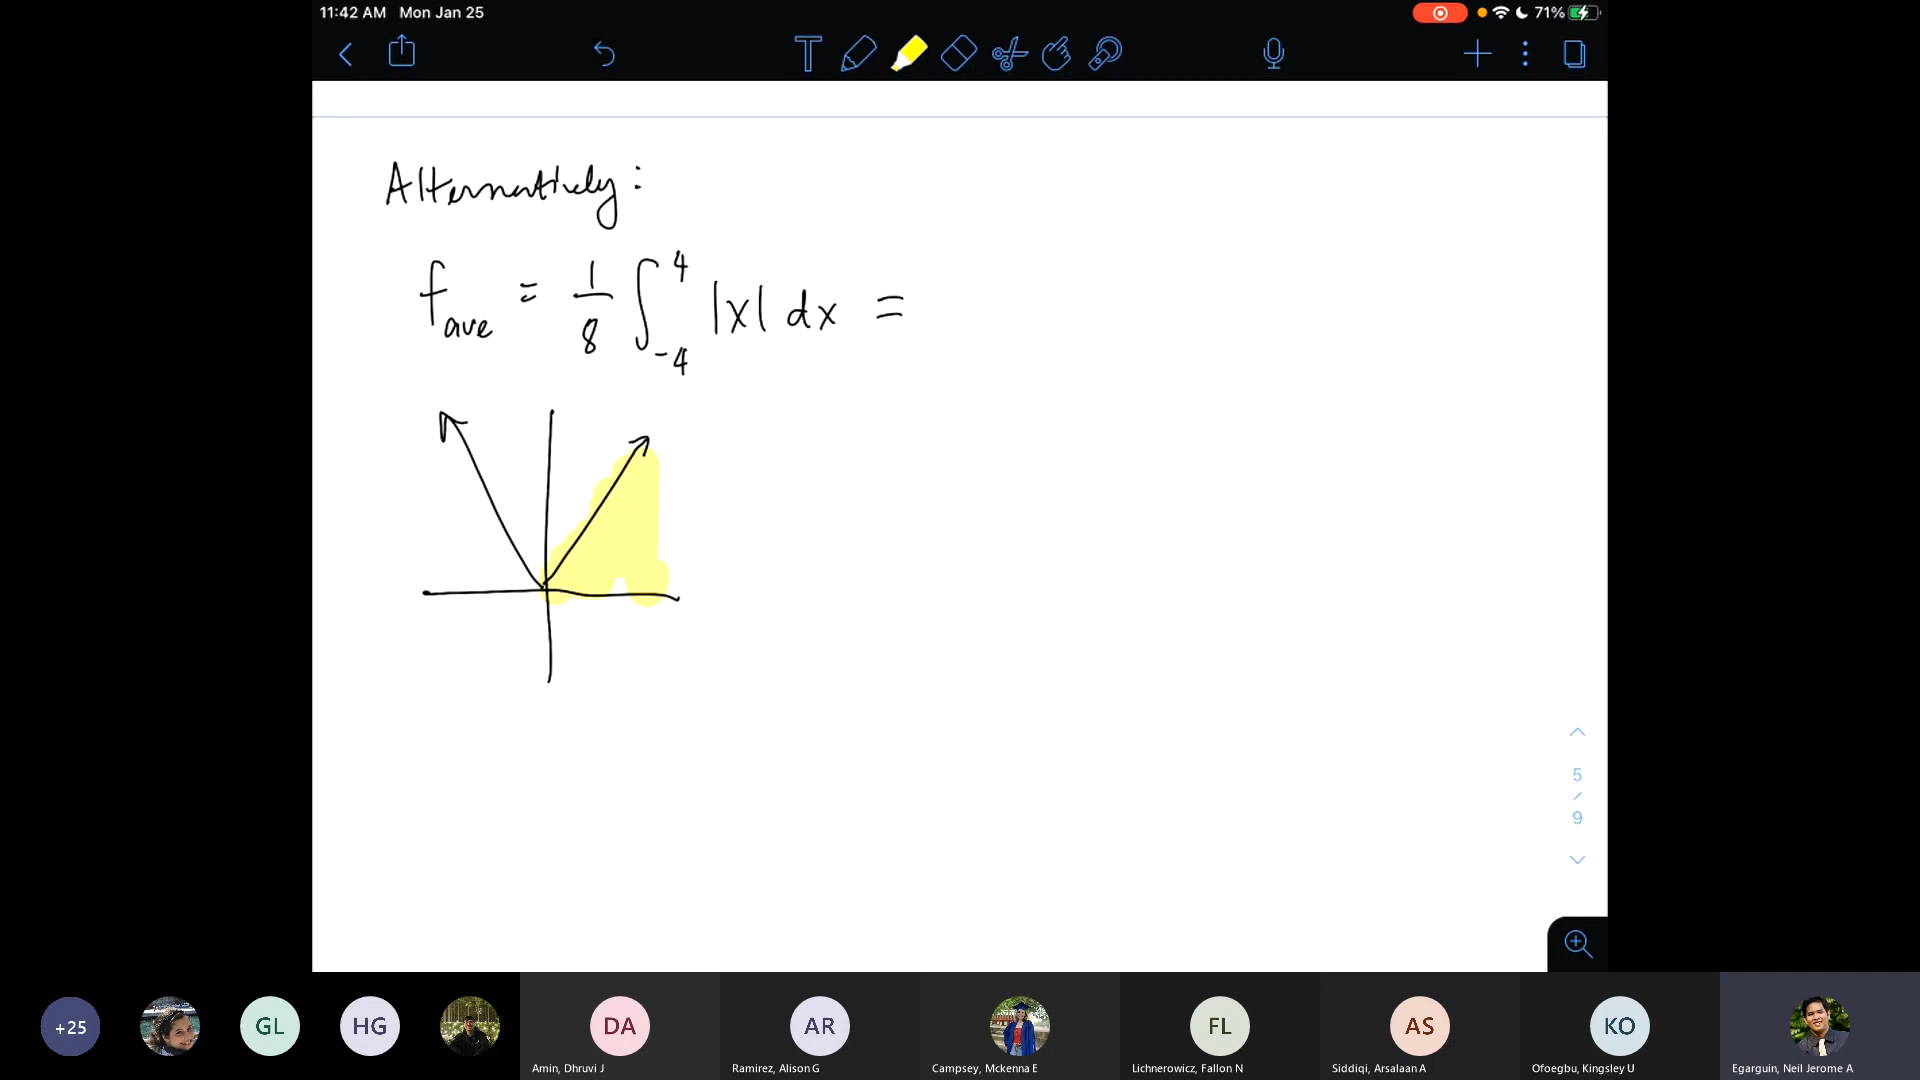 11:42 AM Mon Jan 25
71%
Alternatively:
f_ave = 1/8 ∫_{-4}^{4} |x| dx =
5
/
9
+25
GL
HG
DA
AR
FL
AS
KO
Amin, Dhruvi J
Ramirez, Alison G
Campsey, Mckenna E
Lichnerowicz, Fallon N
Siddiqi, Arsalaan A
Ofoegbu, Kingsley U
Egarguin, Neil Jerome A